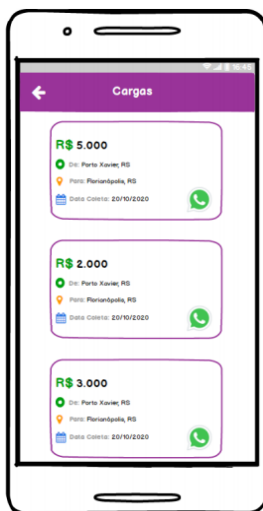 16:45
Cargas
R$ 5.000
De: Porto Xavier, RS
Para: Florianópolis, RS
Data Coleta: 20/10/2020
R$ 2.000
De: Porto Xavier, RS
Para: Florianópolis, RS
Data Coleta: 20/10/2020
R$ 3.000
De: Porto Xavier, RS
Para: Florianópolis, RS
Data Coleta: 20/10/2020